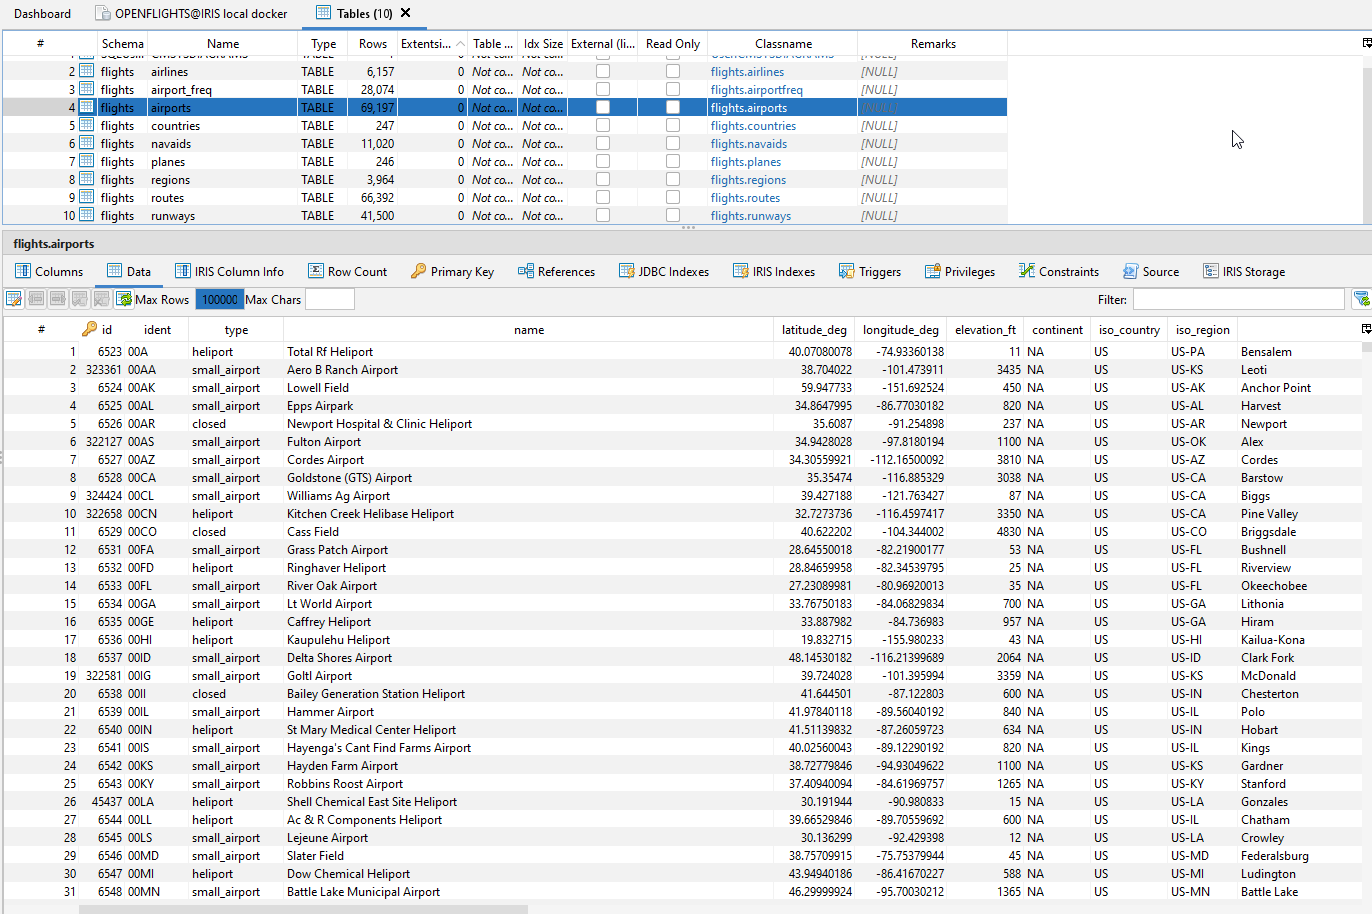 Dashboard OPENFLIGHTS@IRIS local docker Tables (10)
# Schema Name Type Rows Extentsi... Table ... Idx Size External (li... Read Only Classname Remarks
2 flights airlines TABLE 6,157 0 Not co... Not co... flights.airlines [NULL]
3 flights airport_freq TABLE 28,074 0 Not co... Not co... flights.airportfreq [NULL]
4 flights airports TABLE 69,197 0 Not co... Not co... flights.airports [NULL]
5 flights countries TABLE 247 0 Not co... Not co... flights.countries [NULL]
6 flights navaids TABLE 11,020 0 Not co... Not co... flights.navaids [NULL]
7 flights planes TABLE 246 0 Not co... Not co... flights.planes [NULL]
8 flights regions TABLE 3,964 0 Not co... Not co... flights.regions [NULL]
9 flights routes TABLE 66,392 0 Not co... Not co... flights.routes [NULL]
10 flights runways TABLE 41,500 0 Not co... Not co... flights.runways [NULL]
flights.airports
Columns Data IRIS Column Info Row Count Primary Key References JDBC Indexes IRIS Indexes Triggers Privileges Constraints Source IRIS Storage
Max Rows 100000 Max Chars Filter:
# id ident type name latitude_deg longitude_deg elevation_ft continent iso_country iso_region
1 6523 00A heliport Total Rf Heliport 40.07080078 -74.93360138 11 NA US US-PA Bensalem
2 323361 00AA small_airport Aero B Ranch Airport 38.704022 -101.473911 3435 NA US US-KS Leoti
3 6524 00AK small_airport Lowell Field 59.947733 -151.692524 450 NA US US-AK Anchor Point
4 6525 00AL small_airport Epps Airpark 34.8647995 -86.77030182 820 NA US US-AL Harvest
5 6526 00AR closed Newport Hospital & Clinic Heliport 35.6087 -91.254898 237 NA US US-AR Newport
6 322127 00AS small_airport Fulton Airport 34.9428028 -97.8180194 1100 NA US US-OK Alex
7 6527 00AZ small_airport Cordes Airport 34.30559921 -112.16500092 3810 NA US US-AZ Cordes
8 6528 00CA small_airport Goldstone (GTS) Airport 35.35474 -116.885329 3038 NA US US-CA Barstow
9 324424 00CL small_airport Williams Ag Airport 39.427188 -121.763427 87 NA US US-CA Biggs
10 322658 00CN heliport Kitchen Creek Helibase Heliport 32.7273736 -116.4597417 3350 NA US US-CA Pine Valley
11 6529 00CO closed Cass Field 40.622202 -104.344002 4830 NA US US-CO Briggsdale
12 6531 00FA small_airport Grass Patch Airport 28.64550018 -82.21900177 53 NA US US-FL Bushnell
13 6532 00FD heliport Ringhaver Heliport 28.84659958 -82.34539795 25 NA US US-FL Riverview
14 6533 00FL small_airport River Oak Airport 27.23089981 -80.96920013 35 NA US US-FL Okeechobee
15 6534 00GA small_airport Lt World Airport 33.76750183 -84.06829834 700 NA US US-GA Lithonia
16 6535 00GE heliport Caffrey Heliport 33.887982 -84.736983 957 NA US US-GA Hiram
17 6536 00HI heliport Kaupulehu Heliport 19.832715 -155.980233 43 NA US US-HI Kailua-Kona
18 6537 00ID small_airport Delta Shores Airport 48.14530182 -116.21399689 2064 NA US US-ID Clark Fork
19 322581 00IG small_airport Goltl Airport 39.724028 -101.395994 3359 NA US US-KS McDonald
20 6538 00II closed Bailey Generation Station Heliport 41.644501 -87.122803 600 NA US US-IN Chesterton
21 6539 00IL small_airport Hammer Airport 41.97840118 -89.56040192 840 NA US US-IL Polo
22 6540 00IN heliport St Mary Medical Center Heliport 41.51139832 -87.26059723 634 NA US US-IN Hobart
23 6541 00IS small_airport Hayenga's Cant Find Farms Airport 40.02560043 -89.12290192 820 NA US US-IL Kings
24 6542 00KS small_airport Hayden Farm Airport 38.72779846 -94.93049622 1100 NA US US-KS Gardner
25 6543 00KY small_airport Robbins Roost Airport 37.40940094 -84.61969757 1265 NA US US-KY Stanford
26 45437 00LA heliport Shell Chemical East Site Heliport 30.191944 -90.980833 15 NA US US-LA Gonzales
27 6544 00LL heliport Ac & R Components Heliport 39.66529846 -89.70559692 600 NA US US-IL Chatham
28 6545 00LS small_airport Lejeune Airport 30.136299 -92.429398 12 NA US US-LA Crowley
29 6546 00MD small_airport Slater Field 38.75709915 -75.75379944 45 NA US US-MD Federalsburg
30 6547 00MI heliport Dow Chemical Heliport 43.94940186 -86.41670227 588 NA US US-MI Ludington
31 6548 00MN small_airport Battle Lake Municipal Airport 46.29999924 -95.70030212 1365 NA US US-MN Battle Lake